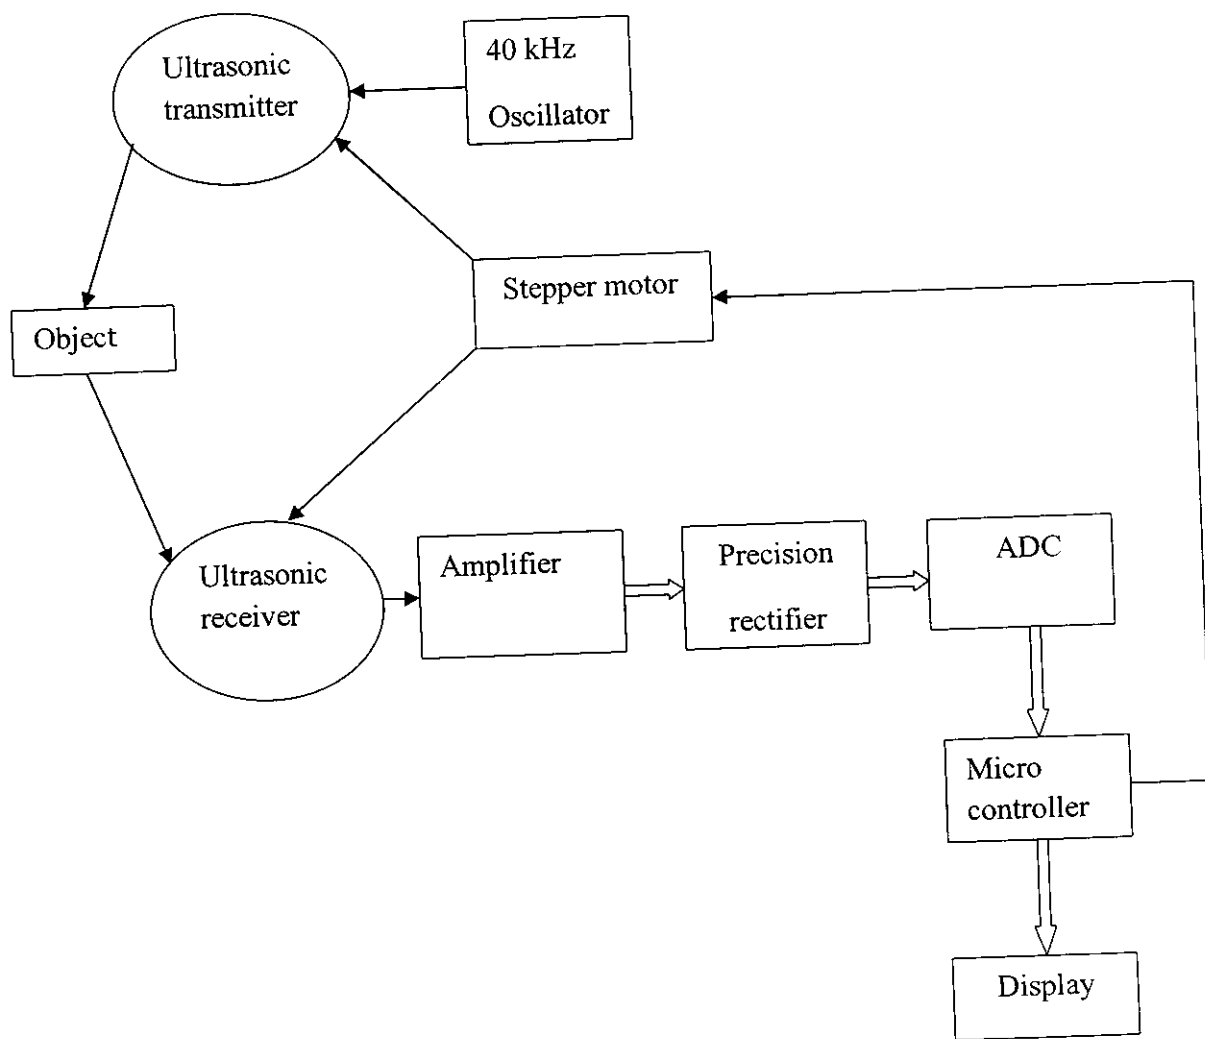 Ultrasonic
transmitter
40 kHz
Oscillator
Stepper motor
Object
Ultrasonic
receiver
Amplifier
Precision
rectifier
ADC
Micro
controller
Display